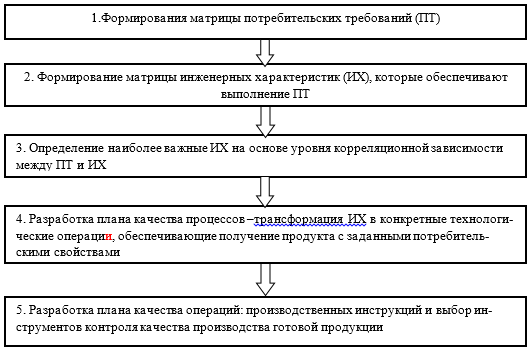 1.Формирования матрицы потребительских требований (ПТ)
2. Формирование матрицы инженерных характеристик (ИХ), которые обеспечивают
выполнение ПТ
3. Определение наиболее важные ИХ на основе уровня корреляционной зависимости
между ПТ и ИХ
4. Разработка плана качества процессов –трансформация ИХ в конкретные технологи-
ческие операции, обеспечивающие получение продукта с заданными потребитель-
скими свойствами
5. Разработка плана качества операций: производственных инструкций и выбор ин-
струментов контроля качества производства готовой продукции